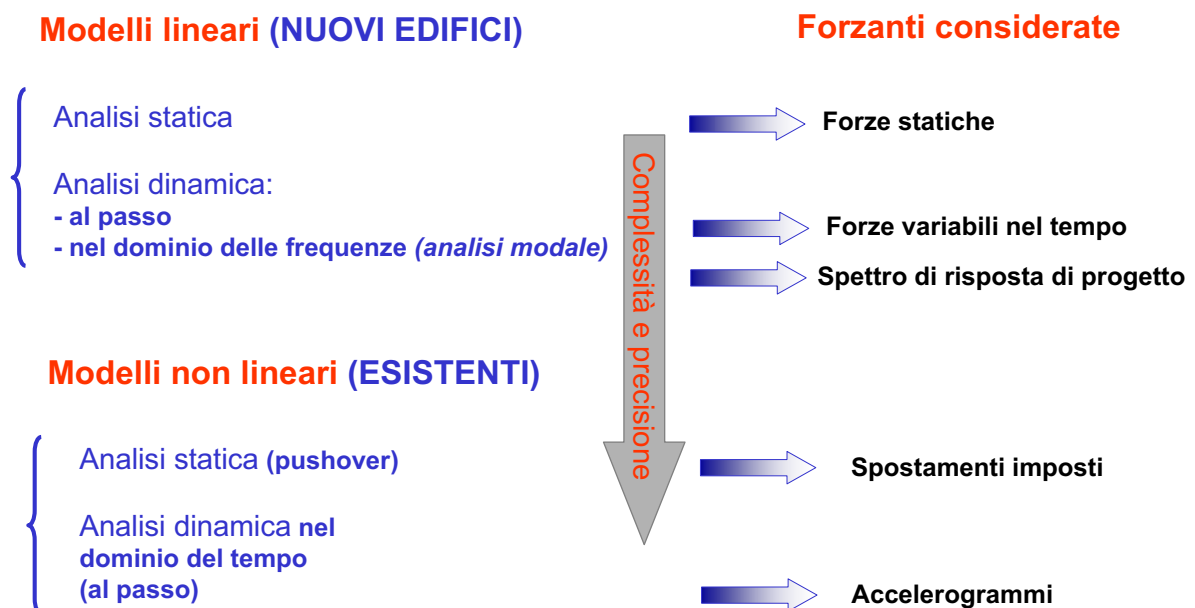 Modelli lineari (NUOVI EDIFICI)
Forzanti considerate
Analisi statica
Forze statiche
Analisi dinamica:
- al passo
Forze variabili nel tempo
- nel dominio delle frequenze (analisi modale)
Spettro di risposta di progetto
Complessità e precisione
Modelli non lineari (ESISTENTI)
Analisi statica (pushover)
Spostamenti imposti
Analisi dinamica nel
dominio del tempo
(al passo)
Accelerogrammi